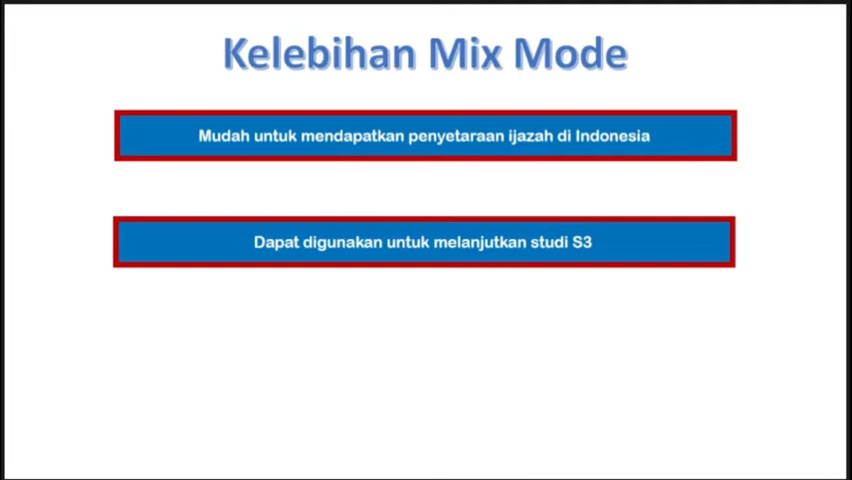 Kelebihan Mix Mode
Mudah untuk mendapatkan penyetaraan ijazah di Indonesia
Dapat digunakan untuk melanjutkan studi S3